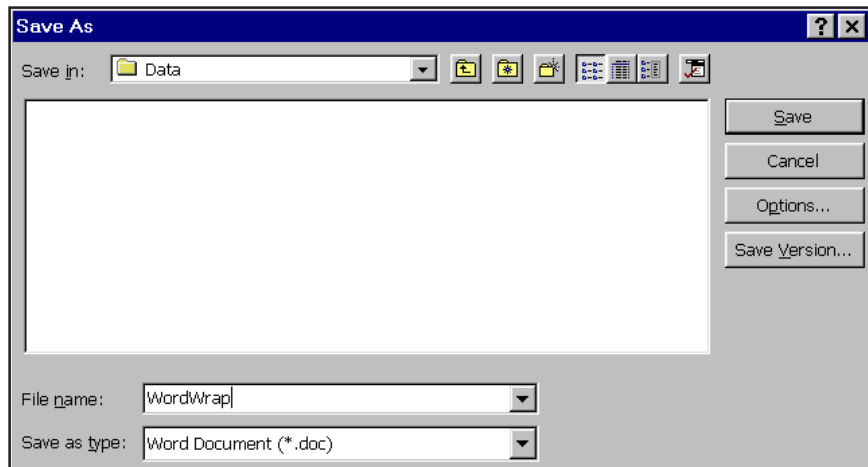 Save As
Save in: Data
Save
Cancel
Options...
Save Version...
File name: WordWrap
Save as type: Word Document (*.doc)